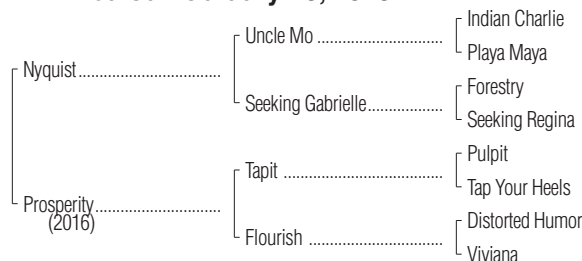 Indian Charlie
Uncle Mo
Playa Maya
Nyquist
Forestry
Seeking Gabrielle
Seeking Regina
Pulpit
Tapit
Tap Your Heels
Prosperity
(2016)
Distorted Humor
Flourish
Viviana